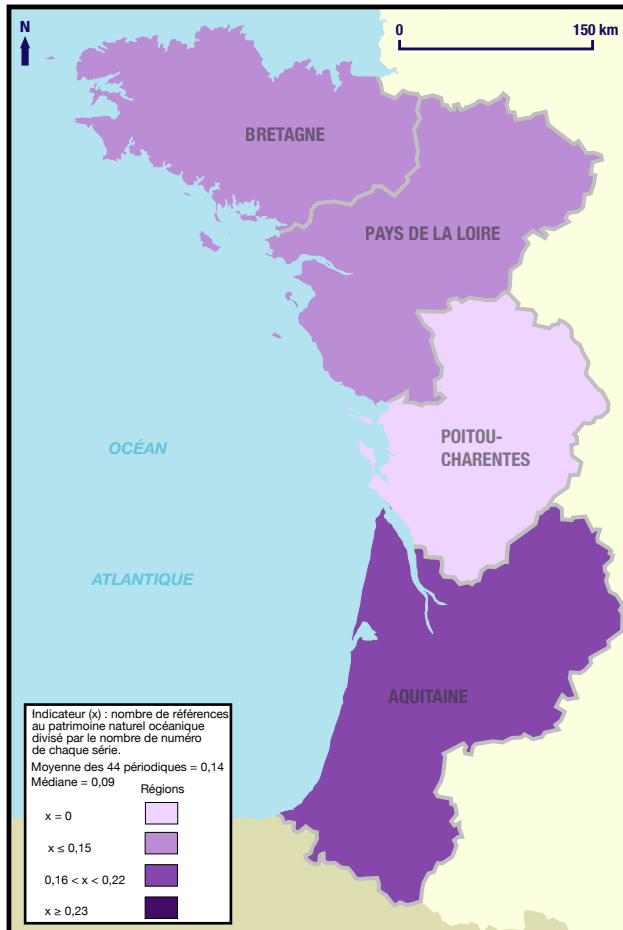 N
0 150 km
BRETAGNE
PAYS DE LA LOIRE
POITOU-
CHARENTES
OCÉAN
ATLANTIQUE
AQUITAINE
Indicateur (x) : nombre de références
au patrimoine naturel océanique
divisé par le nombre de numéro
de chaque série.
Moyenne des 44 périodiques = 0,14
Médiane = 0,09
Régions
x = 0
x ≤ 0,15
0,16 < x < 0,22
x ≥ 0,23